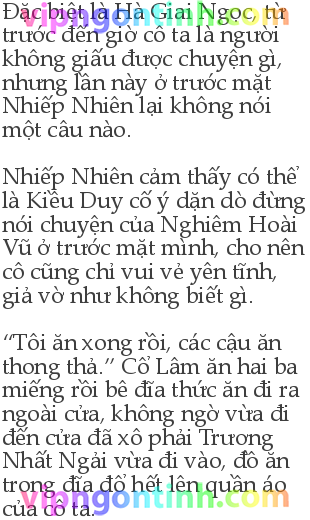 Đặc biệt là Hà Giai Ngọc, từ
vipngontinh.com
trước đến giờ cô ta là người
không giấu được chuyện gì,
nhưng lần này ở trước mặt
Nhiếp Nhiên lại không nói
một câu nào.
Nhiếp Nhiên cảm thấy có thể
là Kiều Duy cố ý dặn dò đừng
nói chuyện của Nghiêm Hoài
Vũ ở trước mặt mình, cho nên
cô cũng chỉ vui vẻ yên tĩnh,
giả vờ như không biết gì.
“Tôi ăn xong rồi, các cậu ăn
thong thả.” Cổ Lâm ăn hai ba
miếng rồi bê đĩa thức ăn đi ra
ngoài cửa, không ngờ vừa đi
đến cửa đã xô phải Trương
Nhất Ngải vừa đi vào, đồ ăn
trong đĩa đổ hết lên quần áo
vipngontinh.com
của cô ta.